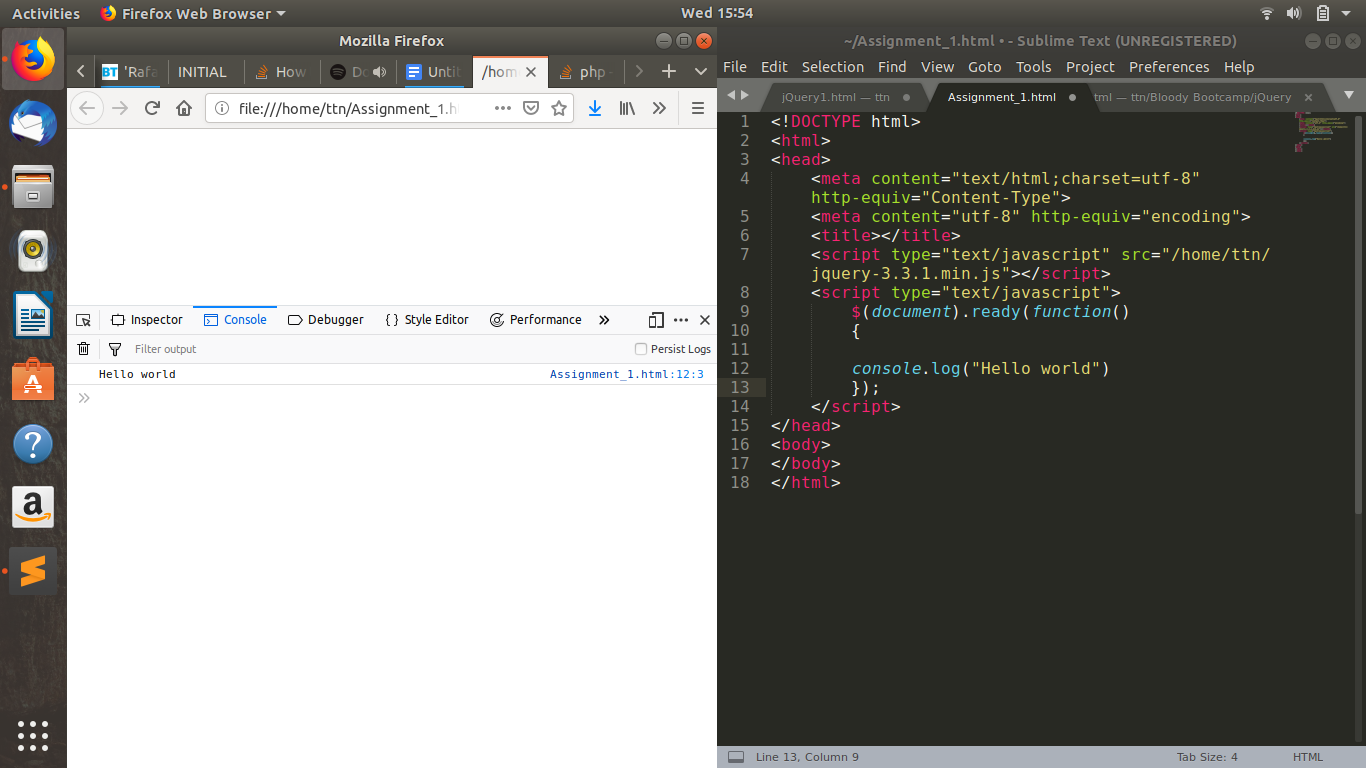 Activities Firefox Web Browser Wed 15:54
Mozilla Firefox
'Rafa INITIAL How Do Untit /hom php
file:///home/ttn/Assignment_1.h
Inspector Console Debugger Style Editor Performance
Filter output Persist Logs
Hello world Assignment_1.html:12:3
~/Assignment_1.html • - Sublime Text (UNREGISTERED)
File Edit Selection Find View Goto Tools Project Preferences Help
jQuery1.html — ttn Assignment_1.html tml — ttn/Bloody Bootcamp/jQuery
1 <!DOCTYPE html>
2 <html>
3 <head>
4 <meta content="text/html;charset=utf-8"
http-equiv="Content-Type">
5 <meta content="utf-8" http-equiv="encoding">
6 <title></title>
7 <script type="text/javascript" src="/home/ttn/
jquery-3.3.1.min.js"></script>
8 <script type="text/javascript">
9 $(document).ready(function()
10 {
11
12 console.log("Hello world")
13 });
14 </script>
15 </head>
16 <body>
17 </body>
18 </html>
Line 13, Column 9 Tab Size: 4 HTML